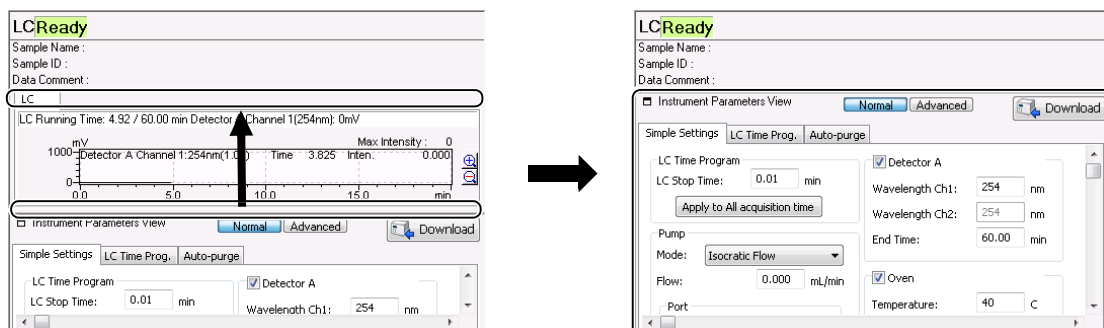 LC Ready
Sample Name :
Sample ID :
Data Comment :
LC
LC Running Time: 4.92 / 60.00 min Detector Channel 1(254nm): 0mV
mV Max Intensity : 0
1000 Detector A Channel 1:254nm(1. Time 3.825 Inten. 0.000
0
0.0 5.0 10.0 15.0 min
Instrument Parameters View Normal Advanced Download
Simple Settings LC Time Prog. Auto-purge
LC Time Program Detector A
LC Stop Time: 0.01 min Wavelength Ch1: 254 nm
LC Ready
Sample Name :
Sample ID :
Data Comment :
Instrument Parameters View Normal Advanced Download
Simple Settings LC Time Prog. Auto-purge
LC Time Program Detector A
LC Stop Time: 0.01 min Wavelength Ch1: 254 nm
Apply to All acquisition time Wavelength Ch2: 254 nm
Pump End Time: 60.00 min
Mode: Isocratic Flow
Flow: 0.000 mL/min Oven
Port Temperature: 40 C